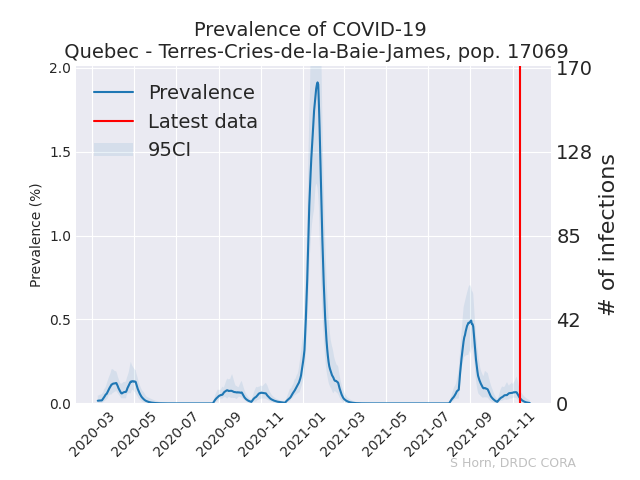 Prevalence of COVID-19
Quebec - Terres-Cries-de-la-Baie-James, pop. 17069
Prevalence
Latest data
95CI
Prevalence (%)
2.0
1.5
1.0
0.5
0.0
170
128
85
42
0
# of infections
2020-03
2020-05
2020-07
2020-09
2020-11
2021-01
2021-03
2021-05
2021-07
2021-09
2021-11
S Horn, DRDC CORA